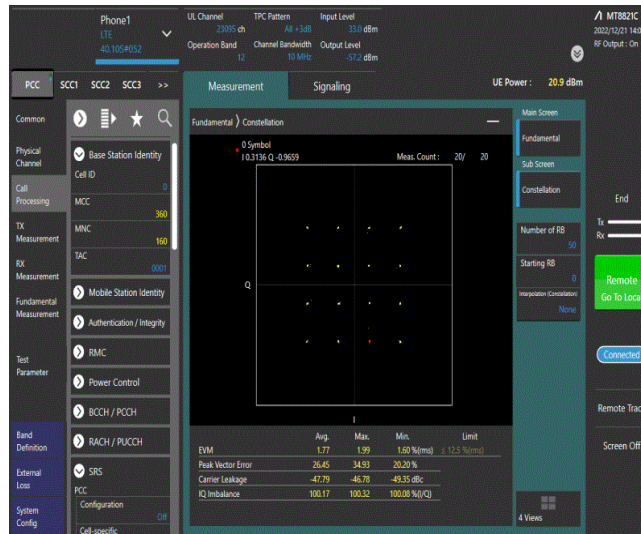 Phone1
LTE
40.105#052
UL Channel
23095 ch
TPC Pattern
All +3dB
Input Level
33.0 dBm
Operation Band
12
Channel Bandwidth
10 MHz
Output Level
-57.2 dBm
MT8821C
2022/12/21 14:0
RF Output : On
PCC
SCC1
SCC2
SCC3
>>
Measurement
Signaling
UE Power : 20.9 dBm
Common
Physical
Channel
Call
Processing
TX
Measurement
RX
Measurement
Fundamental
Measurement
Test
Parameter
Band
Definition
External
Loss
System
Config
Base Station Identity
Cell ID
0
MCC
360
MNC
160
TAC
0001
Mobile Station Identity
Authentication / Integrity
RMC
Power Control
BCCH / PCCH
RACH / PUCCH
SRS
PCC
Configuration
Off
Cell-specific
Fundamental 〉 Constellation
0 Symbol
I 0.3136 Q -0.9659
Meas. Count : 20/ 20
Q
I
Avg. Max. Min. Limit
EVM 1.77 1.99 1.60 %(rms) ≤ 12.5 %(rms)
Peak Vector Error 26.45 34.93 20.20 %
Carrier Leakage -47.79 -46.78 -49.35 dBc
IQ Imbalance 100.17 100.32 100.08 %(I/Q)
Main Screen
Fundamental
Sub Screen
Constellation
Number of RB
50
Starting RB
0
Interpolation (Constellation)
None
4 Views
End
Tx
Rx
Remote
Go To Loca
Connected
Remote Trac
Screen Off